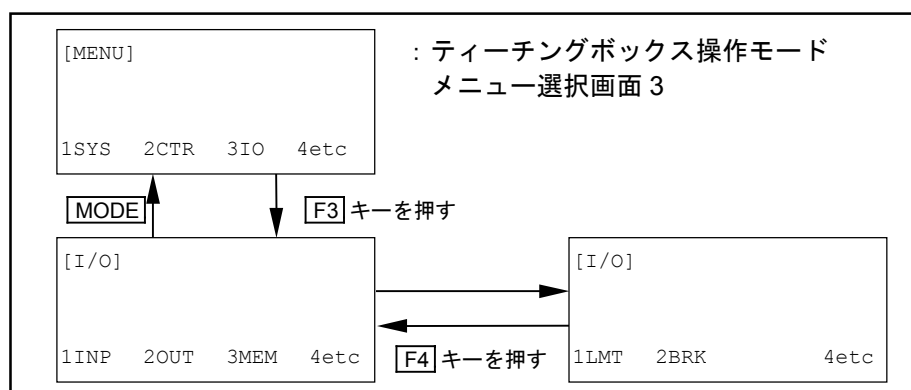 [MENU]
：ティーチングボックス操作モード
メニュー選択画面 3
1SYS 2CTR 3IO 4etc
MODE
F3 キーを押す
[I/O]
[I/O]
1INP 2OUT 3MEM 4etc
F4 キーを押す
1LMT 2BRK 4etc